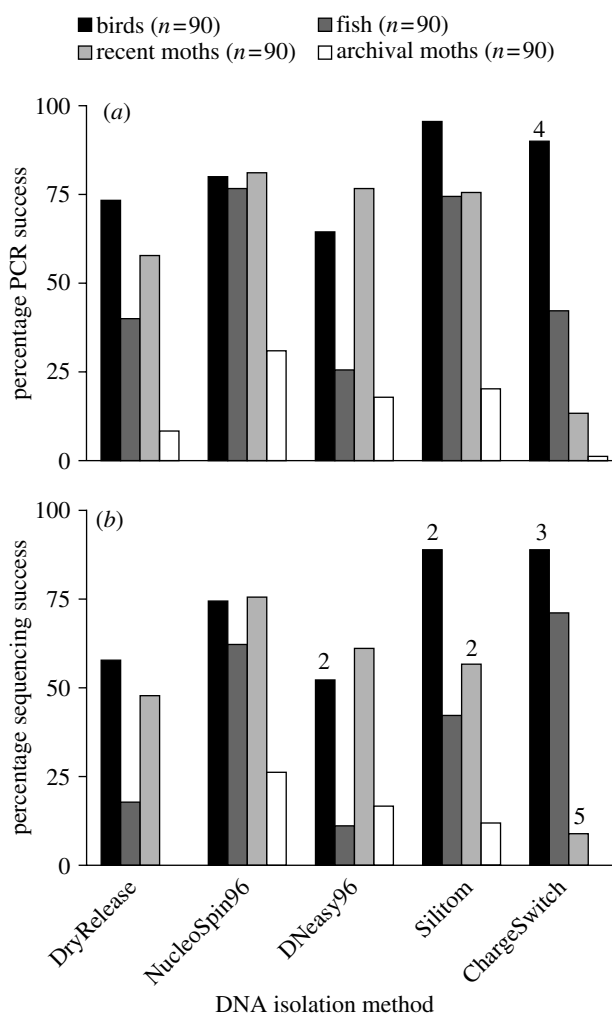 birds (n=90)
fish (n=90)
recent moths (n=90)
archival moths (n=90)
(a)
percentage PCR success
100
75
50
25
0
4
(b)
percentage sequencing success
100
75
50
25
0
2
2
2
3
5
DryRelease
NucleoSpin96
DNeasy96
Silitom
ChargeSwitch
DNA isolation method